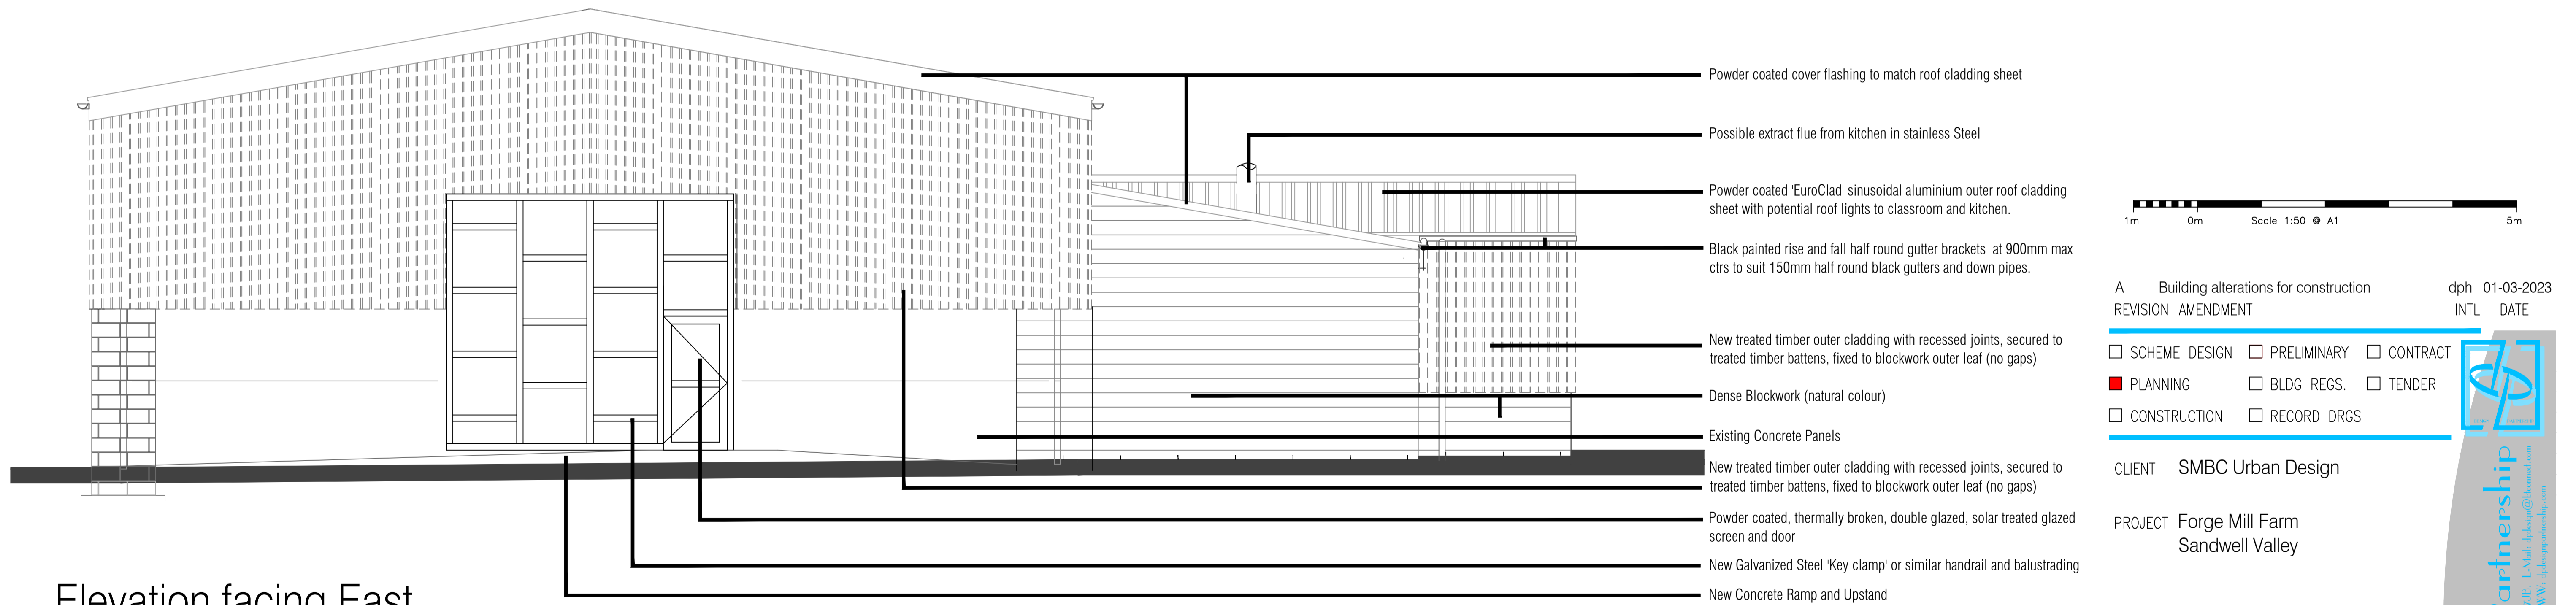 Powder coated cover flashing to match roof cladding sheet
Possible extract flue from kitchen in stainless Steel
Powder coated 'EuroClad' sinusoidal aluminium outer roof cladding
sheet with potential roof lights to classroom and kitchen.
Black painted rise and fall half round gutter brackets at 900mm max
ctrs to suit 150mm half round black gutters and down pipes.
New treated timber outer cladding with recessed joints, secured to
treated timber battens, fixed to blockwork outer leaf (no gaps)
Dense Blockwork (natural colour)
Existing Concrete Panels
New treated timber outer cladding with recessed joints, secured to
treated timber battens, fixed to blockwork outer leaf (no gaps)
Powder coated, thermally broken, double glazed, solar treated glazed
screen and door
New Galvanized Steel 'Key clamp' or similar handrail and balustrading
New Concrete Ramp and Upstand
Elevation facing East
1m 0m Scale 1:50 @ A1 5m
A Building alterations for construction dph 01-03-2023
REVISION AMENDMENT INTL DATE
SCHEME DESIGN PRELIMINARY CONTRACT
PLANNING BLDG REGS. TENDER
CONSTRUCTION RECORD DRGS
CLIENT SMBC Urban Design
PROJECT Forge Mill Farm
Sandwell Valley
artnership